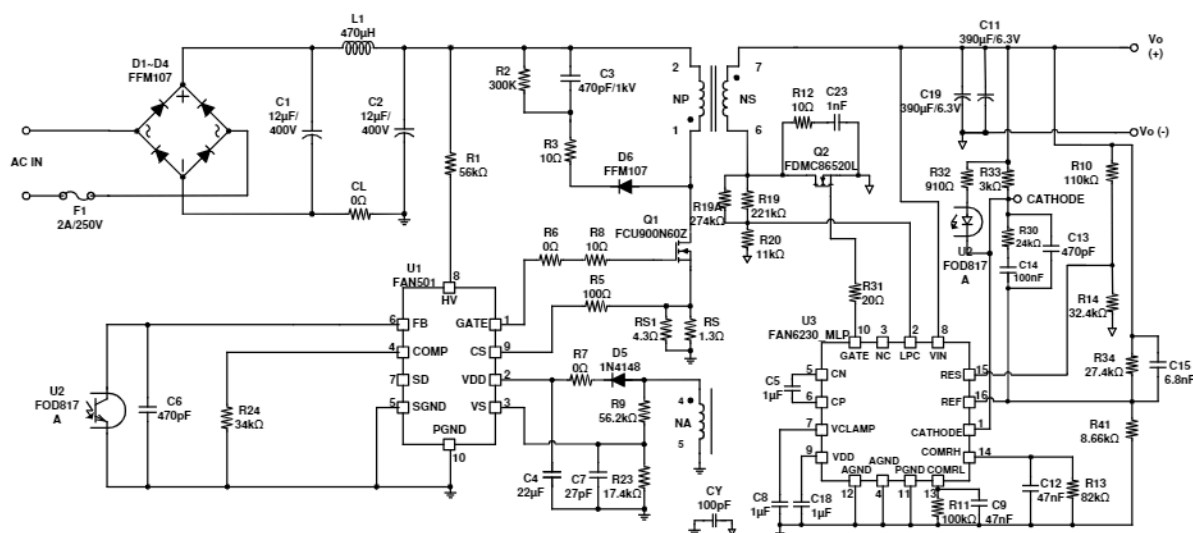 L1
470µH
D1~D4
FFM107
AC IN
F1
2A/250V
C1
12µF/
400V
C2
12µF/
400V
CL
0Ω
R1
56kΩ
R2
300K
C3
470pF/1kV
R3
10Ω
D6
FFM107
2
NP
1
7
NS
6
Q1
FCU900N60Z
R6
0Ω
R8
10Ω
R5
100Ω
RS1
4.3Ω
RS
1.3Ω
U1
FAN501
8
HV
6
FB
4
COMP
7
SD
5
SGND
PGND
10
GATE
1
CS
9
VDD
2
VS
3
U2
FOD817
A
C6
470pF
R24
34kΩ
R7
0Ω
D5
1N4148
R9
56.2kΩ
4
NA
5
C4
22µF
C7
27pF
R23
17.4kΩ
CY
100pF
R12
10Ω
C23
1nF
Q2
FDMC86520L
R19A
274kΩ
R19
221kΩ
R20
11kΩ
R31
20Ω
C11
390µF/6.3V
C19
390µF/6.3V
Vo
(+)
Vo (-)
R32
910Ω
R33
3kΩ
CATHODE
FOD817
A
R30
24kΩ
C14
100nF
C13
470pF
R10
110kΩ
R14
32.4kΩ
R34
27.4kΩ
C15
6.8nF
R41
8.66kΩ
U3
FAN6230_MLP
10
GATE
3
NC
2
LPC
8
VIN
5
CN
6
CP
7
VCLAMP
9
VDD
AGND
12
AGND
4
PGND
11
COMRL
13
RES
15
REF
16
CATHODE
1
COMRH
14
C5
1µF
C8
1µF
C18
1µF
R11
100kΩ
C9
47nF
C12
47nF
R13
82kΩ